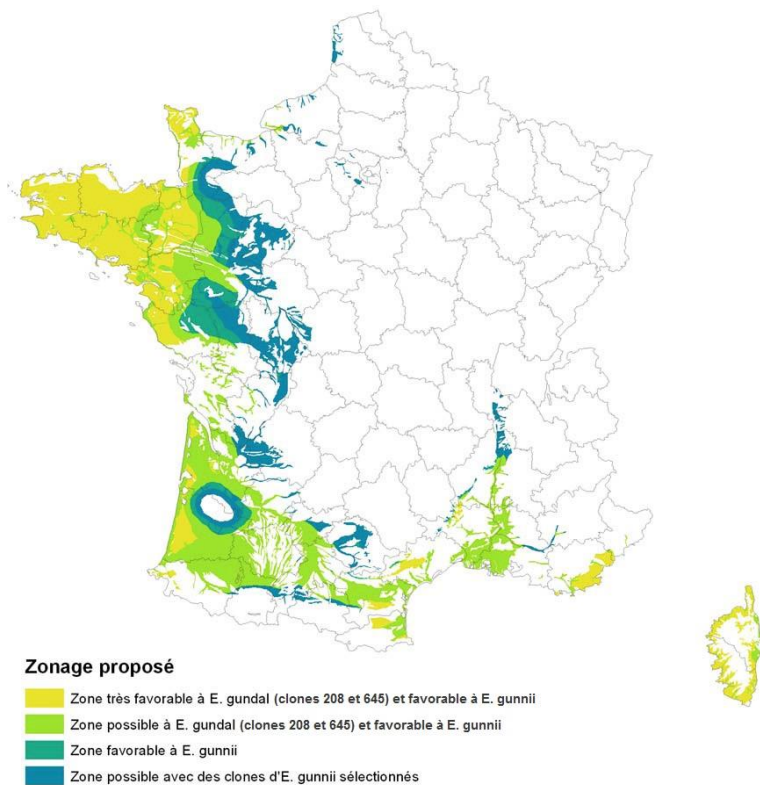 Zonage proposé
Zone très favorable à E. gundal (clones 208 et 645) et favorable à E. gunnii
Zone possible à E. gundal (clones 208 et 645) et favorable à E. gunnii
Zone favorable à E. gunnii
Zone possible avec des clones d'E. gunnii sélectionnés